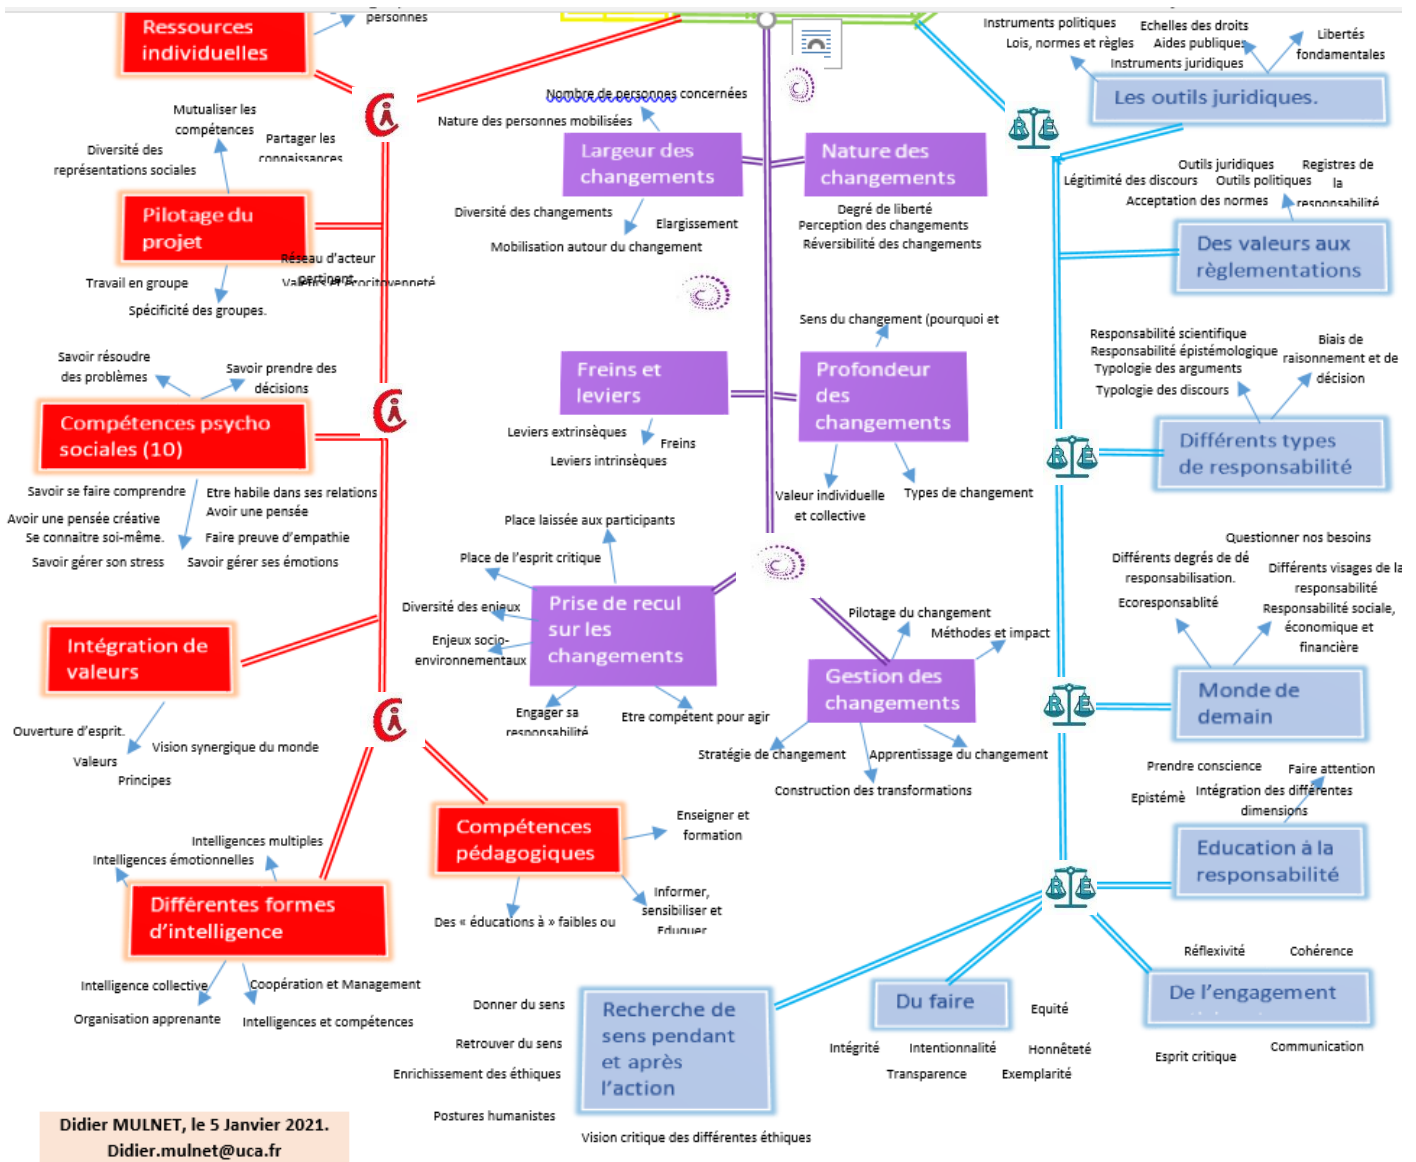 personnes
Ressources
individuelles
Mutualiser les
compétences
Partager les
connaissances
Diversité des
représentations sociales
Pilotage du
projet
Réseau d'acteur
pertinent
Valeurs et écocitoyenneté
Travail en groupe
Spécificité des groupes.
Savoir résoudre
des problèmes
Savoir prendre des
décisions
Compétences psycho
sociales (10)
Savoir se faire comprendre
Etre habile dans ses relations
Avoir une pensée
Avoir une pensée créative
Se connaitre soi-même.
Faire preuve d'empathie
Savoir gérer son stress
Savoir gérer ses émotions
Intégration de
valeurs
Ouverture d'esprit.
Vision synergique du monde
Valeurs
Principes
Intelligences multiples
Intelligences émotionnelles
Différentes formes
d'intelligence
Intelligence collective
Coopération et Management
Organisation apprenante
Intelligences et compétences
Compétences
pédagogiques
Enseigner et
formation
Informer,
sensibiliser et
Eduquer
Des « éducations à » faibles ou
Nombre de personnes concernées
Nature des personnes mobilisées
Largeur des
changements
Diversité des changements
Elargissement
Mobilisation autour du changement
Nature des
changements
Degré de liberté
Perception des changements
Réversibilité des changements
Freins et
leviers
Leviers extrinsèques
Freins
Leviers intrinsèques
Sens du changement (pourquoi et
Profondeur
des
changements
Valeur individuelle
et collective
Types de changement
Place laissée aux participants
Place de l'esprit critique
Diversité des enjeux
Enjeux socio-
environnementaux
Prise de recul
sur les
changements
Engager sa
responsabilité
Etre compétent pour agir
Pilotage du changement
Méthodes et impact
Gestion des
changements
Stratégie de changement
Apprentissage du changement
Construction des transformations
Instruments politiques
Lois, normes et règles
Echelles des droits
Aides publiques
Instruments juridiques
Libertés
fondamentales
Les outils juridiques.
R E
Outils juridiques
Légitimité des discours
Outils politiques
Acceptation des normes
Registres de
la
responsabilité
Des valeurs aux
règlementations
Responsabilité scientifique
Responsabilité épistémologique
Typologie des arguments
Typologie des discours
Biais de
raisonnement et de
décision
R E
Différents types
de responsabilité
Questionner nos besoins
Différents degrés de dé
responsabilisation.
Différents visages de la
responsabilité
Ecoresponsablité
Responsabilité sociale,
économique et
financière
R E
Monde de
demain
Prendre conscience
Faire attention
Epistémè
Intégration des différentes
dimensions
R E
Education à la
responsabilité
Réflexivité
Cohérence
De l'engagement
Esprit critique
Communication
Du faire
Equité
Intégrité
Intentionnalité
Honnêteté
Transparence
Exemplarité
Donner du sens
Retrouver du sens
Enrichissement des éthiques
Postures humanistes
Recherche de
sens pendant
et après
l'action
Vision critique des différentes éthiques
Didier MULNET, le 5 Janvier 2021.
Didier.mulnet@uca.fr